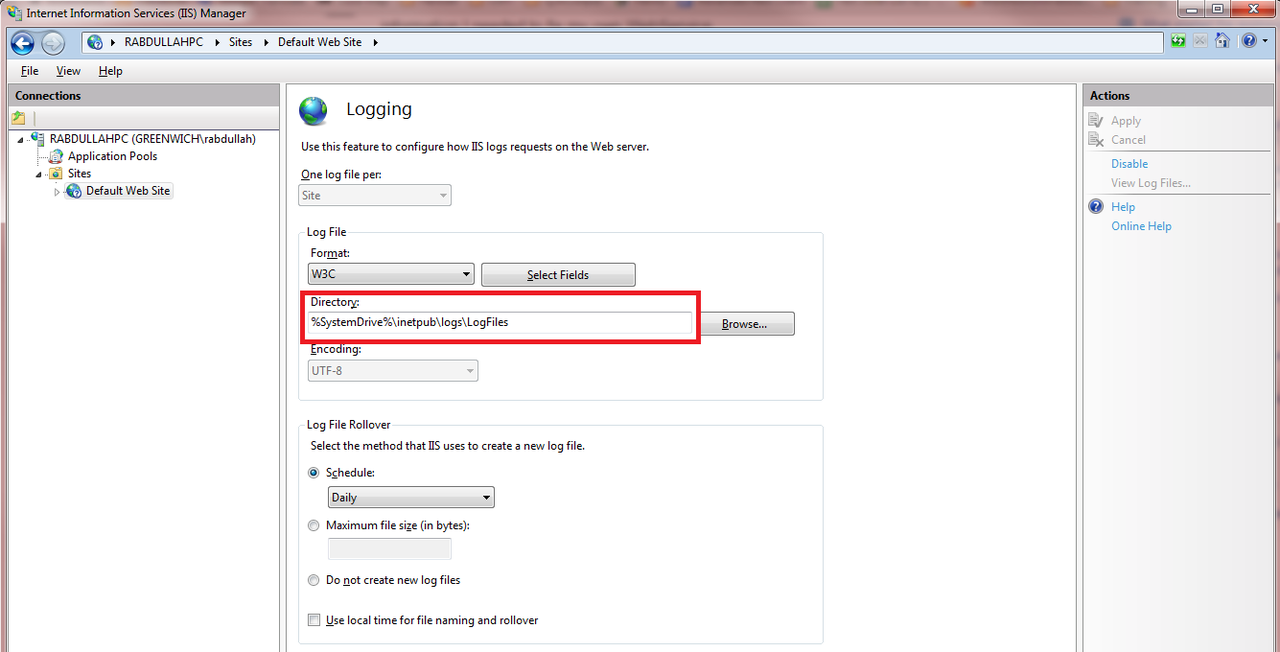 Internet Information Services (IIS) Manager
RABDULLAHPC Sites Default Web Site
File View Help
Connections
RABDULLAHPC (GREENWICH\rabdullah)
Application Pools
Sites
Default Web Site
Logging
Use this feature to configure how IIS logs requests on the Web server.
One log file per:
Site
Log File
Format:
W3C
Select Fields
Directory:
%SystemDrive%\inetpub\logs\LogFiles
Browse...
Encoding:
UTF-8
Log File Rollover
Select the method that IIS uses to create a new log file.
Schedule:
Daily
Maximum file size (in bytes):
Do not create new log files
Use local time for file naming and rollover
Actions
Apply
Cancel
Disable
View Log Files...
Help
Online Help